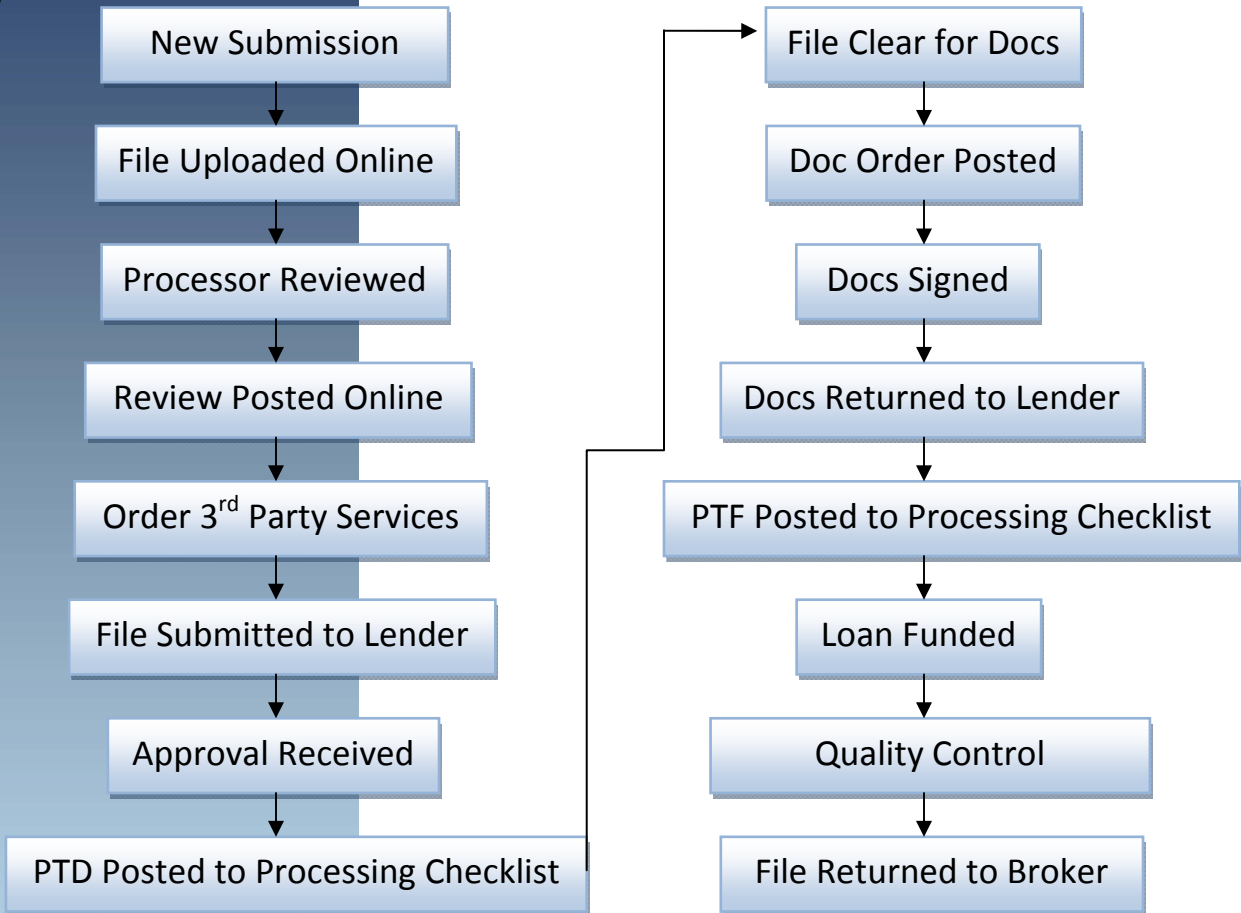 New Submission
File Uploaded Online
Processor Reviewed
Review Posted Online
Order 3rd Party Services
File Submitted to Lender
Approval Received
PTD Posted to Processing Checklist
File Clear for Docs
Doc Order Posted
Docs Signed
Docs Returned to Lender
PTF Posted to Processing Checklist
Loan Funded
Quality Control
File Returned to Broker